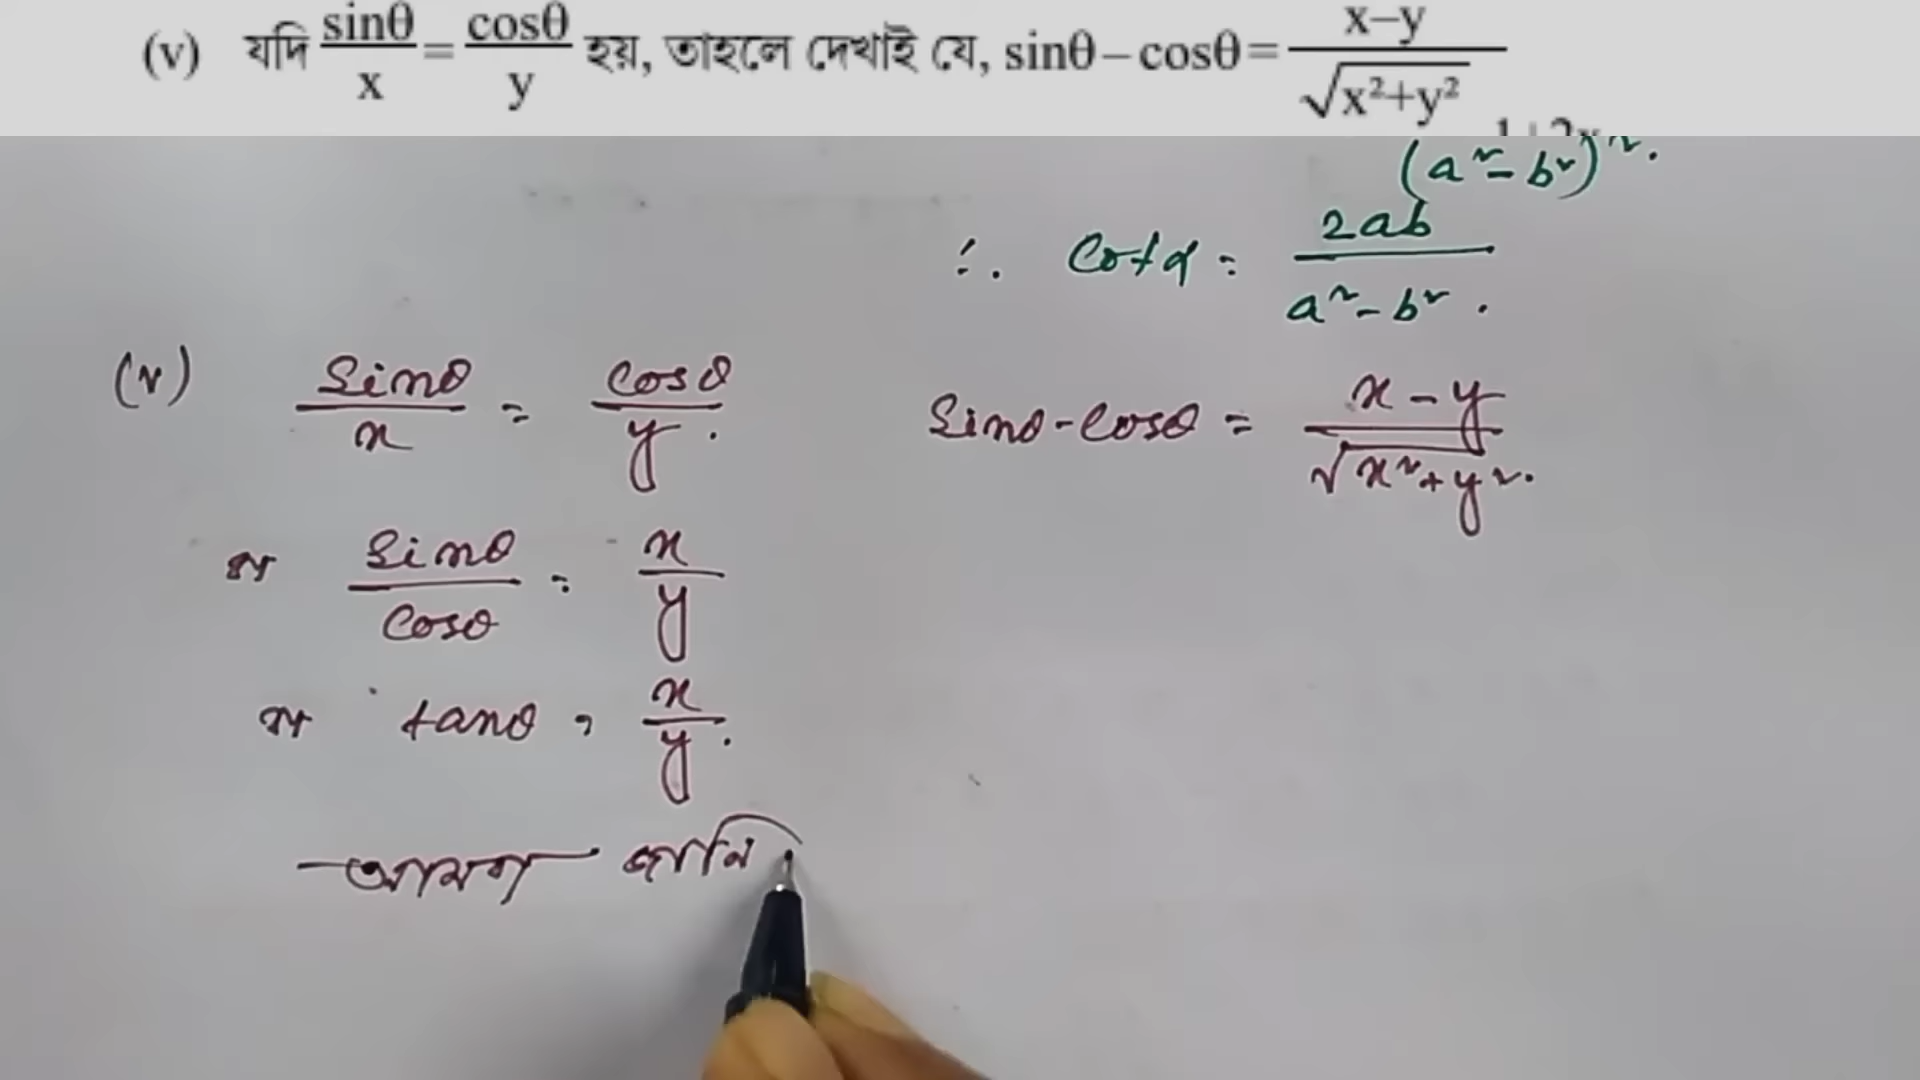 (v) যদি sinθ/x = cosθ/y হয়, তাহলে দেখাই যে, sinθ – cosθ = x–y/√x²+y²
(a² - b²)².
∴ Cotα = 2ab/a² - b² .
(v) Sinθ/x = Cosθ/y .
Sinθ - Cosθ = x - y/√x² + y² .
বা Sinθ/Cosθ = x/y
বা tanθ = x/y .
আমরা জানি